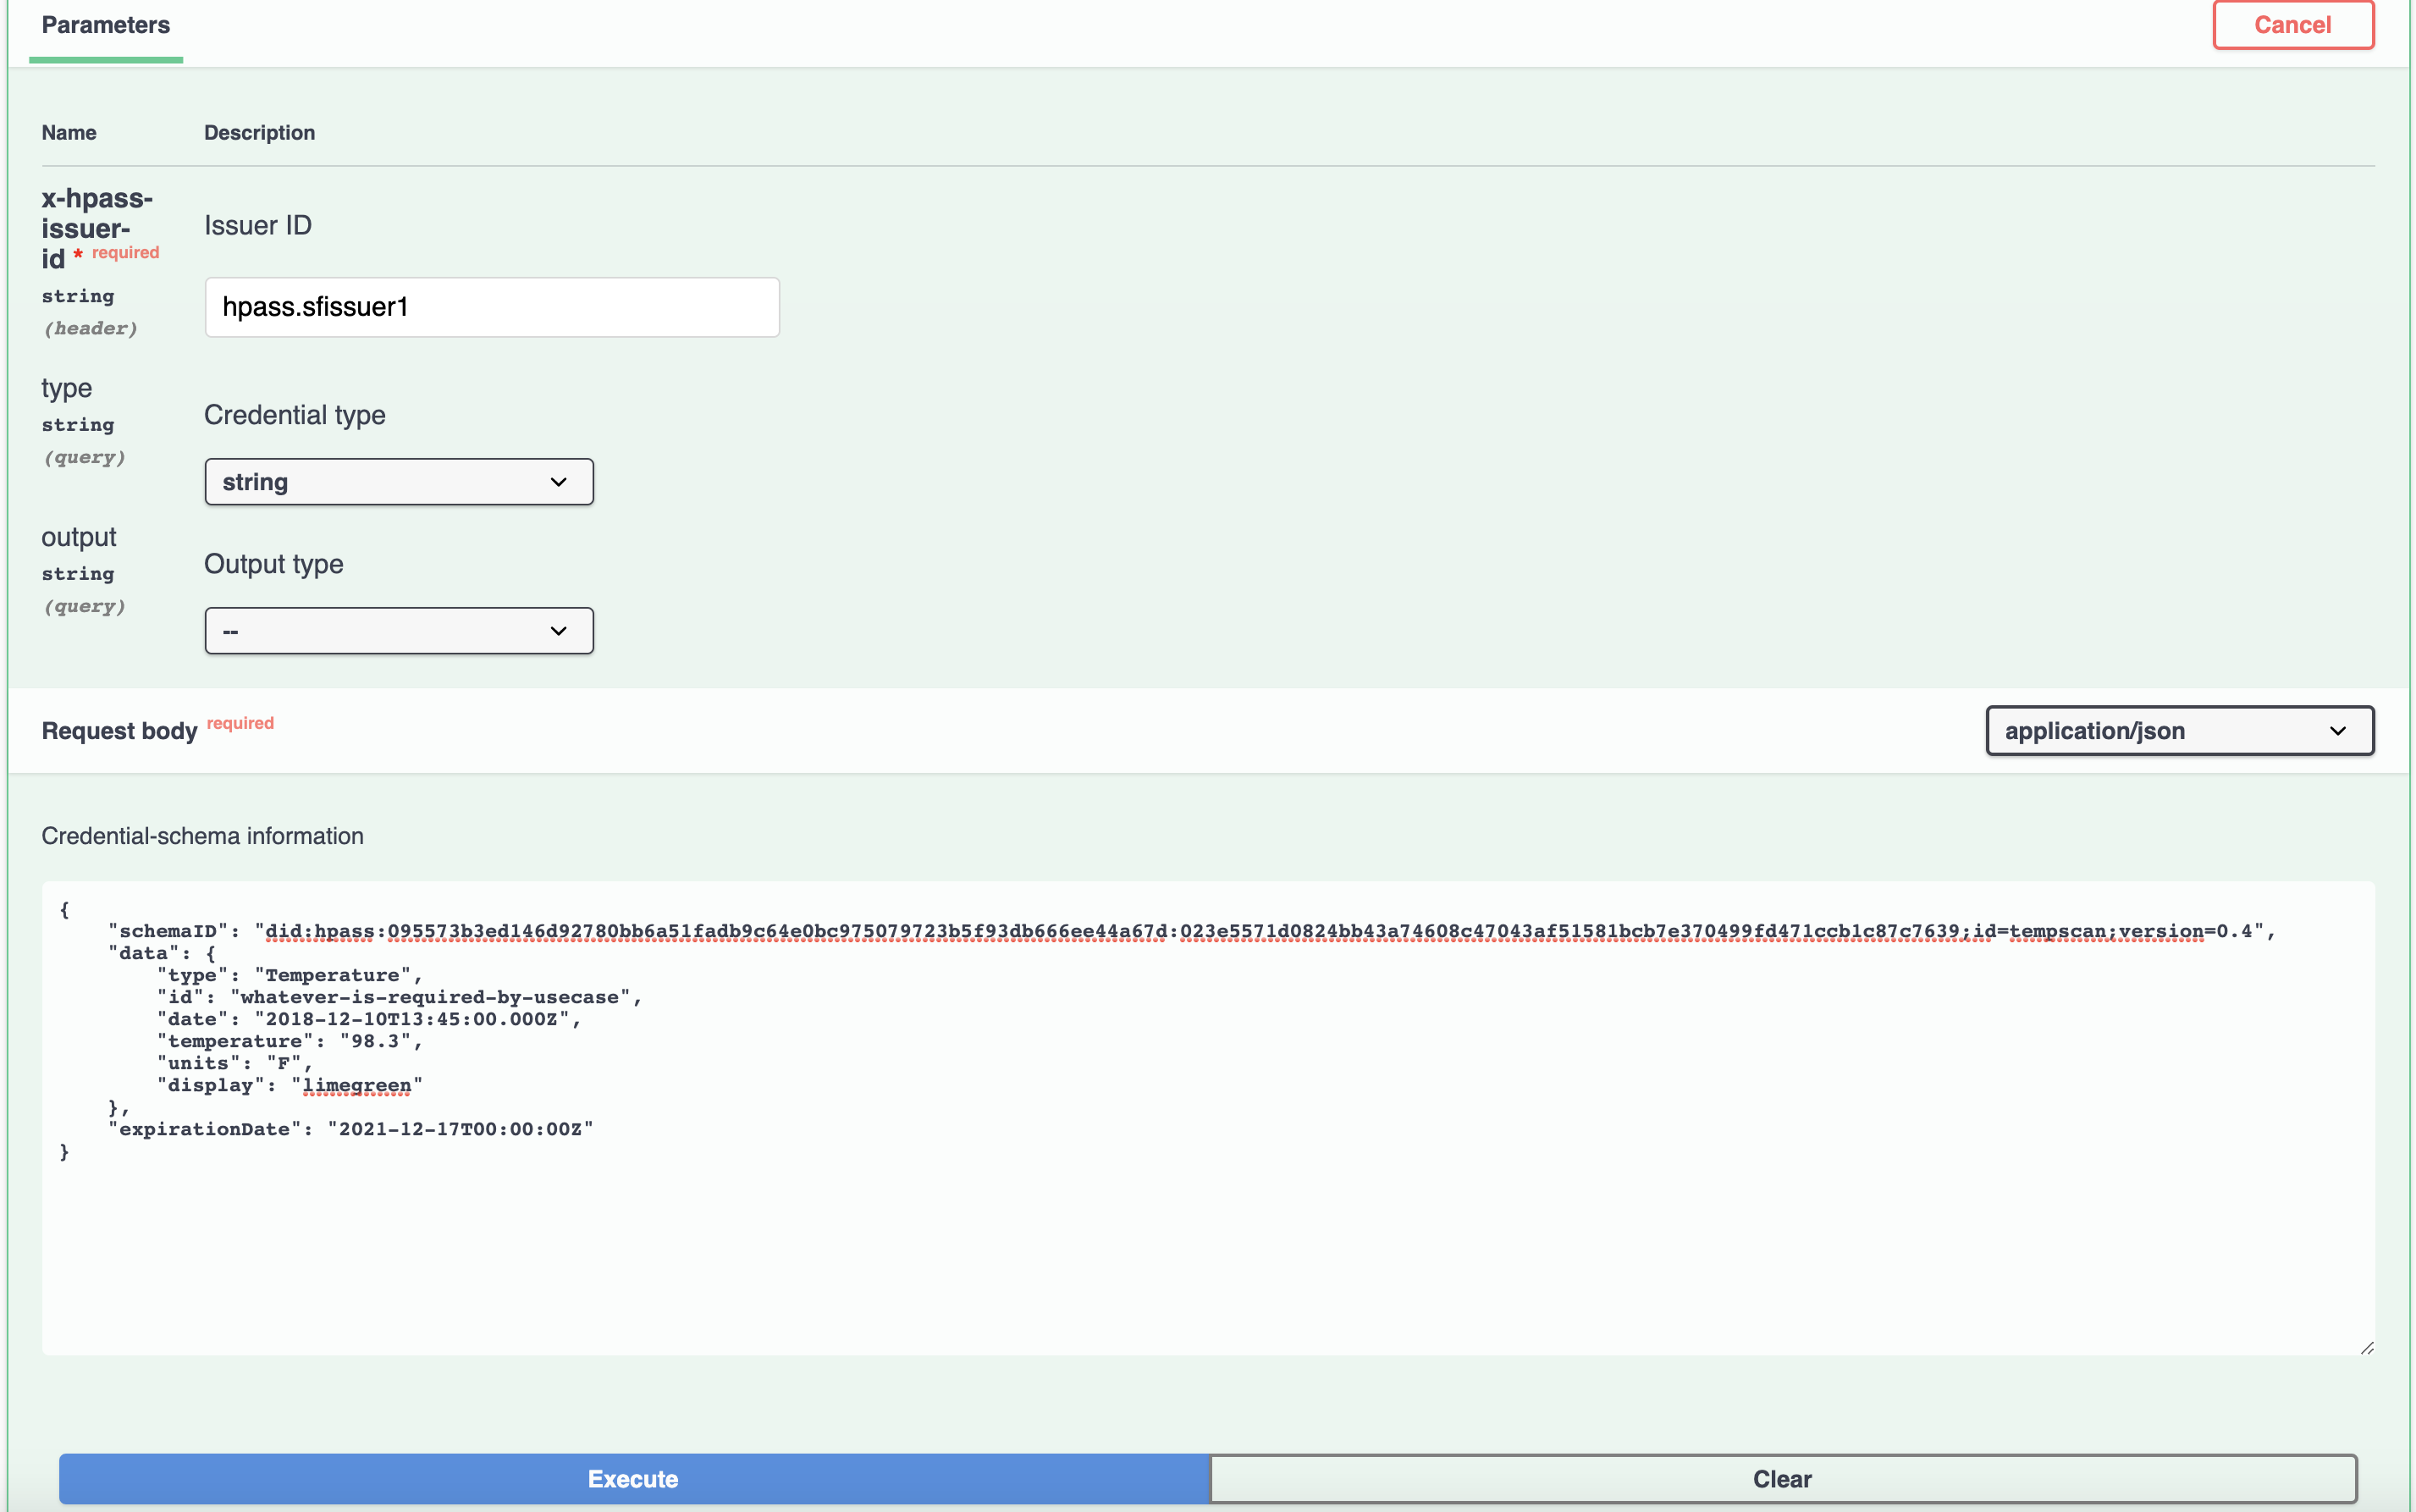 Parameters
Cancel
Name Description
x-hpass-
issuer-
id * required
string
(header)
Issuer ID
hpass.sfissuer1
type
string
(query)
Credential type
string
output
string
(query)
Output type
--
Request body required
application/json
Credential-schema information
{
"schemaID": "did:hpass:095573b3ed146d92780bb6a51fadb9c64e0bc975079723b5f93db666ee44a67d:023e5571d0824bb43a74608c47043af51581bcb7e370499fd471ccb1c87c7639;id=tempscan;version=0.4",
"data": {
"type": "Temperature",
"id": "whatever-is-required-by-usecase",
"date": "2018-12-10T13:45:00.000Z",
"temperature": "98.3",
"units": "F",
"display": "limegreen"
},
"expirationDate": "2021-12-17T00:00:00Z"
}
Execute
Clear